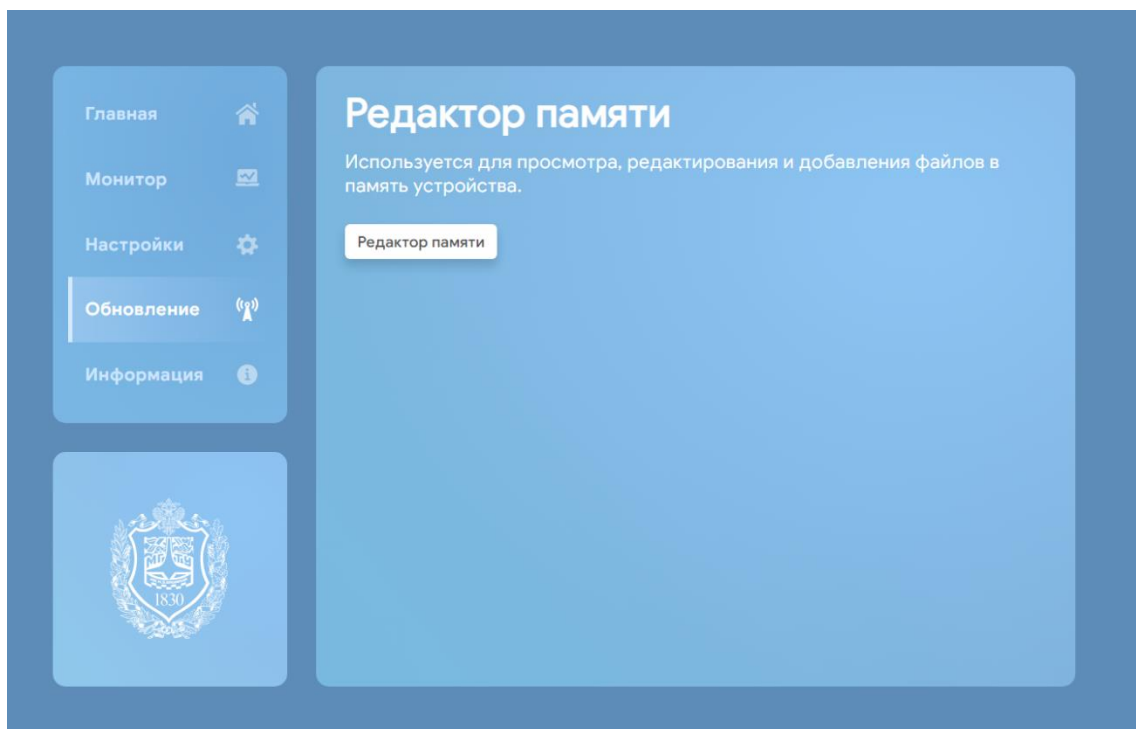 Главная
Монитор
Настройки
Обновление
Информация
1830
Редактор памяти
Используется для просмотра, редактирования и добавления файлов в
память устройства.
Редактор памяти